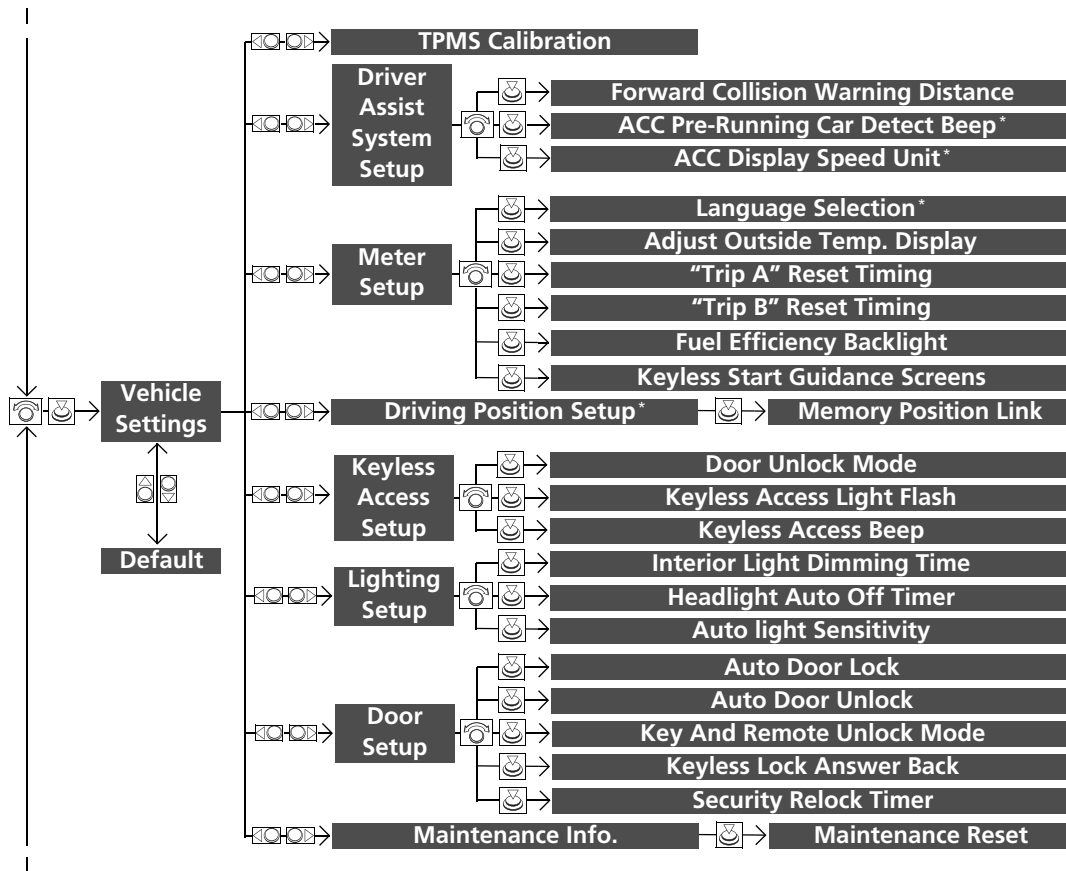 TPMS Calibration
Driver
Assist
System
Setup
Forward Collision Warning Distance
ACC Pre-Running Car Detect Beep*
ACC Display Speed Unit*
Meter
Setup
Language Selection*
Adjust Outside Temp. Display
“Trip A” Reset Timing
“Trip B” Reset Timing
Fuel Efficiency Backlight
Keyless Start Guidance Screens
Vehicle
Settings
Driving Position Setup*
Memory Position Link
Default
Keyless
Access
Setup
Door Unlock Mode
Keyless Access Light Flash
Keyless Access Beep
Lighting
Setup
Interior Light Dimming Time
Headlight Auto Off Timer
Auto light Sensitivity
Door
Setup
Auto Door Lock
Auto Door Unlock
Key And Remote Unlock Mode
Keyless Lock Answer Back
Security Relock Timer
Maintenance Info.
Maintenance Reset